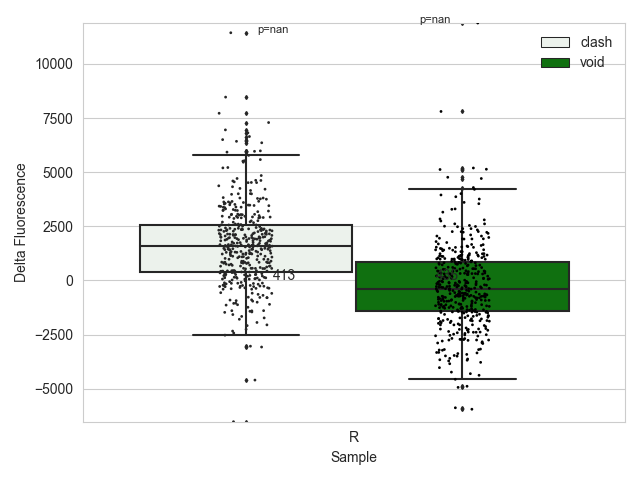 p=nan
p=nan
clash
void
10000
7500
5000
2500
0
−2500
−5000
Delta Fluorescence
413
R
Sample